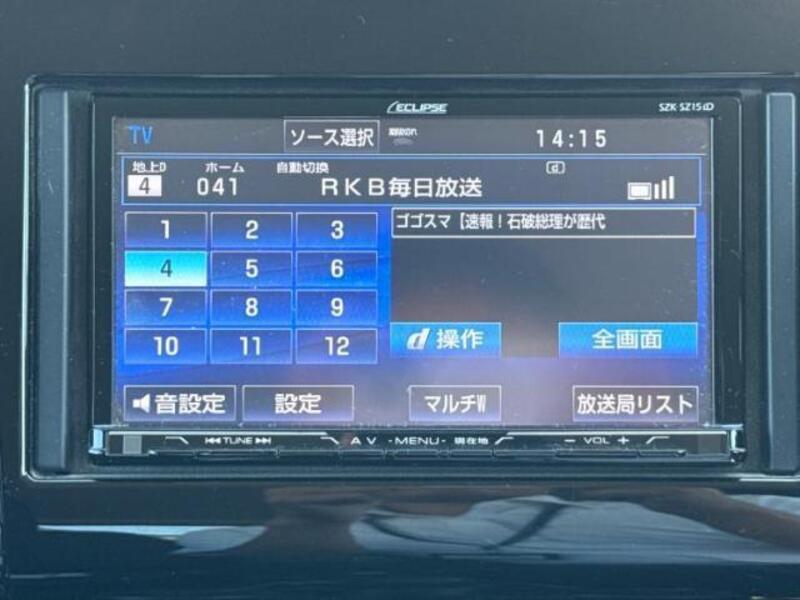 ECLIPSE SZK-SZ15iD
TV ソース選択 14:15
地上D ホーム 自動切換
4 041 RKB毎日放送
1 2 3 ゴゴスマ【速報！石破総理が歴代
4 5 6
7 8 9
10 11 12 d 操作 全画面
音設定 設定 マルチW 放送局リスト
TUNE AV -MENU- 現在地 - VOL +